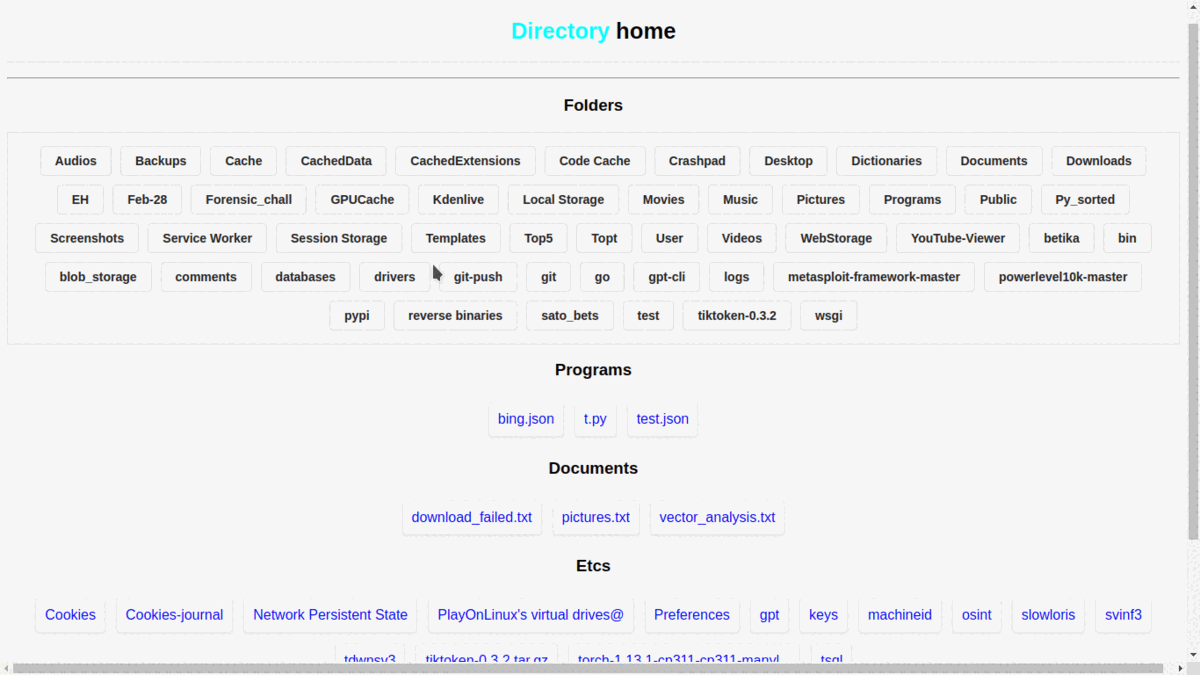 Directory home
Folders
Audios Backups Cache CachedData CachedExtensions Code Cache Crashpad Desktop Dictionaries Documents Downloads
EH Feb-28 Forensic_chall GPUCache Kdenlive Local Storage Movies Music Pictures Programs Public Py_sorted
Screenshots Service Worker Session Storage Templates Top5 Topt User Videos WebStorage YouTube-Viewer betika bin
blob_storage comments databases drivers git-push git go gpt-cli logs metasploit-framework-master powerlevel10k-master
pypi reverse binaries sato_bets test tiktoken-0.3.2 wsgi
Programs
bing.json t.py test.json
Documents
download_failed.txt pictures.txt vector_analysis.txt
Etcs
Cookies Cookies-journal Network Persistent State PlayOnLinux's virtual drives@ Preferences gpt keys machineid osint slowloris svinf3
tdwnsv3 tiktoken-0.3.2.tar.gz torch-1.13.1-cp311-cp311-manyl